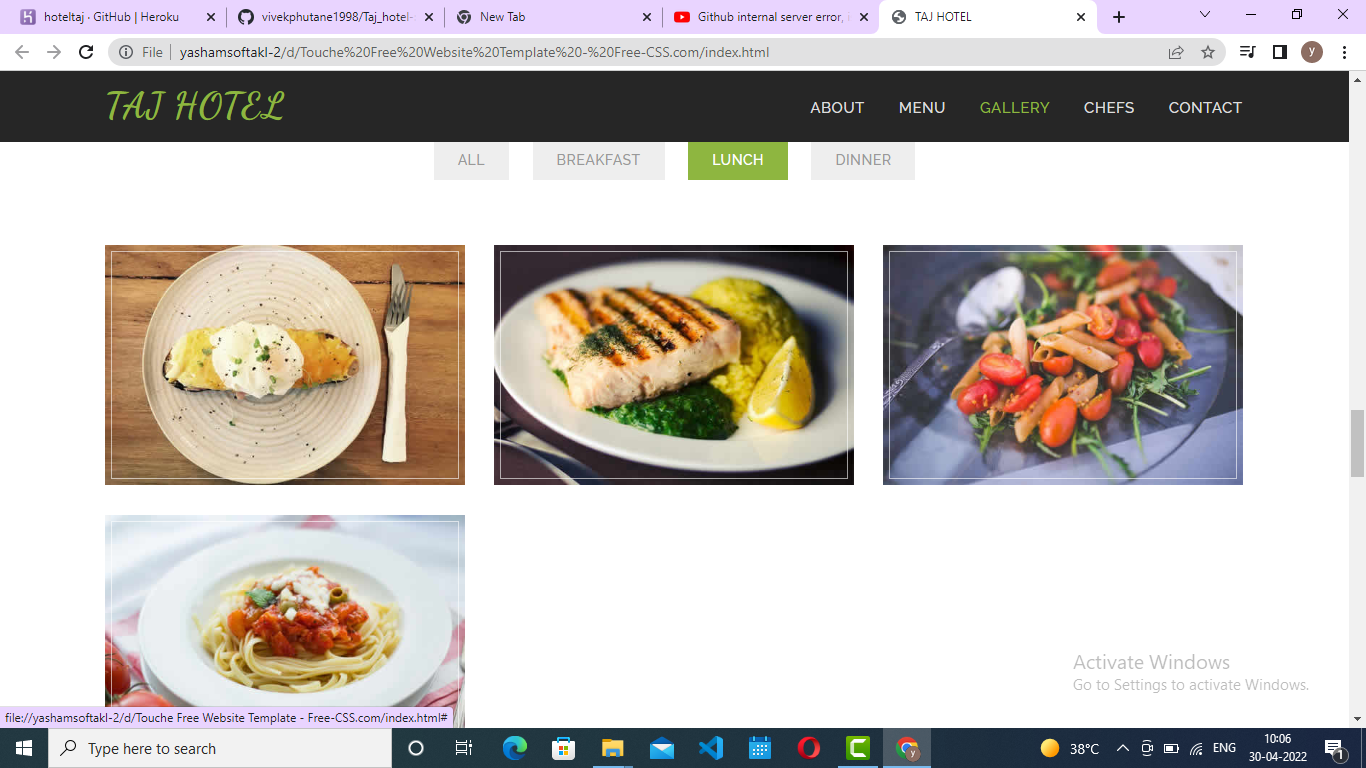 hoteltaj · GitHub | Heroku
vivekphutane1998/Taj_hotel-
New Tab
Github internal server error, i
TAJ HOTEL
File yashamsoftakl-2/d/Touche%20Free%20Website%20Template%20-%20Free-CSS.com/index.html
y
TAJ HOTEL
ABOUT MENU GALLERY CHEFS CONTACT
ALL BREAKFAST LUNCH DINNER
Activate Windows
Go to Settings to activate Windows.
file://yashamsoftakl-2/d/Touche Free Website Template - Free-CSS.com/index.html#
Type here to search
38°C
ENG
10:06
30-04-2022
1